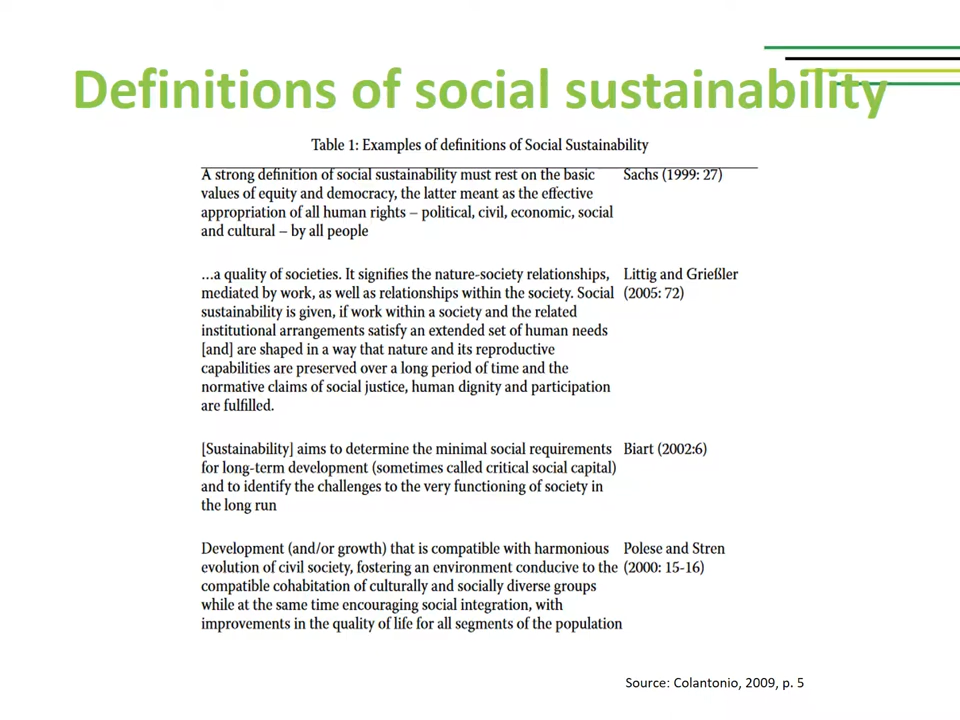 Definitions of social sustainability
Table 1: Examples of definitions of Social Sustainability
A strong definition of social sustainability must rest on the basic Sachs (1999: 27)
values of equity and democracy, the latter meant as the effective
appropriation of all human rights – political, civil, economic, social
and cultural – by all people
…a quality of societies. It signifies the nature-society relationships, Littig and Grießler
mediated by work, as well as relationships within the society. Social (2005: 72)
sustainability is given, if work within a society and the related
institutional arrangements satisfy an extended set of human needs
[and] are shaped in a way that nature and its reproductive
capabilities are preserved over a long period of time and the
normative claims of social justice, human dignity and participation
are fulfilled.
[Sustainability] aims to determine the minimal social requirements Biart (2002:6)
for long-term development (sometimes called critical social capital)
and to identify the challenges to the very functioning of society in
the long run
Development (and/or growth) that is compatible with harmonious Polese and Stren
evolution of civil society, fostering an environment conducive to the (2000: 15-16)
compatible cohabitation of culturally and socially diverse groups
while at the same time encouraging social integration, with
improvements in the quality of life for all segments of the population
Source: Colantonio, 2009, p. 5